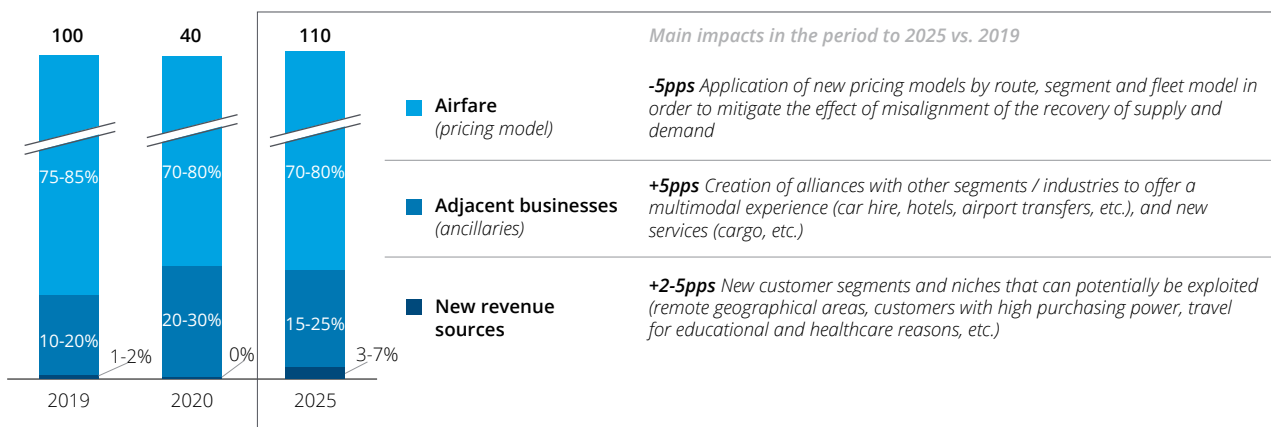 100
40
110
75-85%
70-80%
70-80%
10-20%
20-30%
15-25%
1-2%
0%
3-7%
2019
2020
2025
Main impacts in the period to 2025 vs. 2019
Airfare
(pricing model)
-5pps Application of new pricing models by route, segment and fleet model in
order to mitigate the effect of misalignment of the recovery of supply and
demand
Adjacent businesses
(ancillaries)
+5pps Creation of alliances with other segments / industries to offer a
multimodal experience (car hire, hotels, airport transfers, etc.), and new
services (cargo, etc.)
New revenue
sources
+2-5pps New customer segments and niches that can potentially be exploited
(remote geographical areas, customers with high purchasing power, travel
for educational and healthcare reasons, etc.)